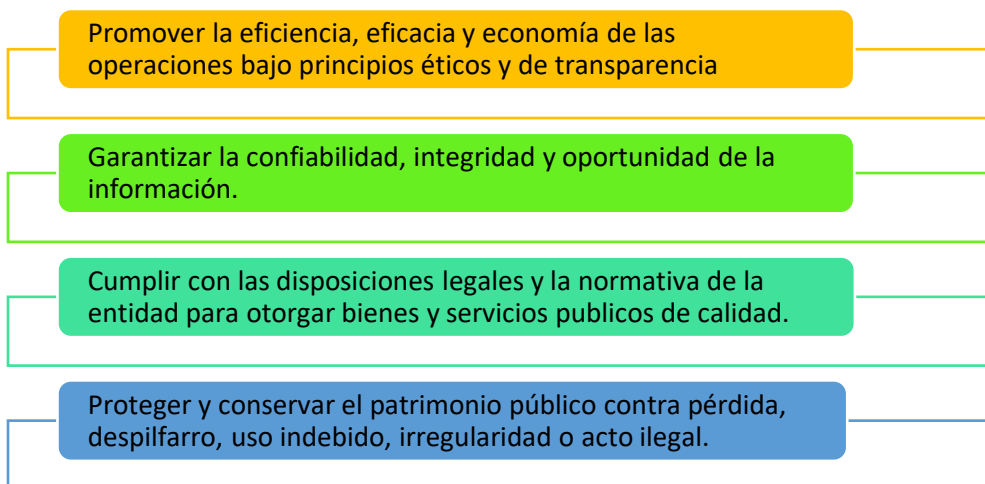 Promover la eficiencia, eficacia y economía de las
operaciones bajo principios éticos y de transparencia
Garantizar la confiabilidad, integridad y oportunidad de la
información.
Cumplir con las disposiciones legales y la normativa de la
entidad para otorgar bienes y servicios publicos de calidad.
Proteger y conservar el patrimonio público contra pérdida,
despilfarro, uso indebido, irregularidad o acto ilegal.